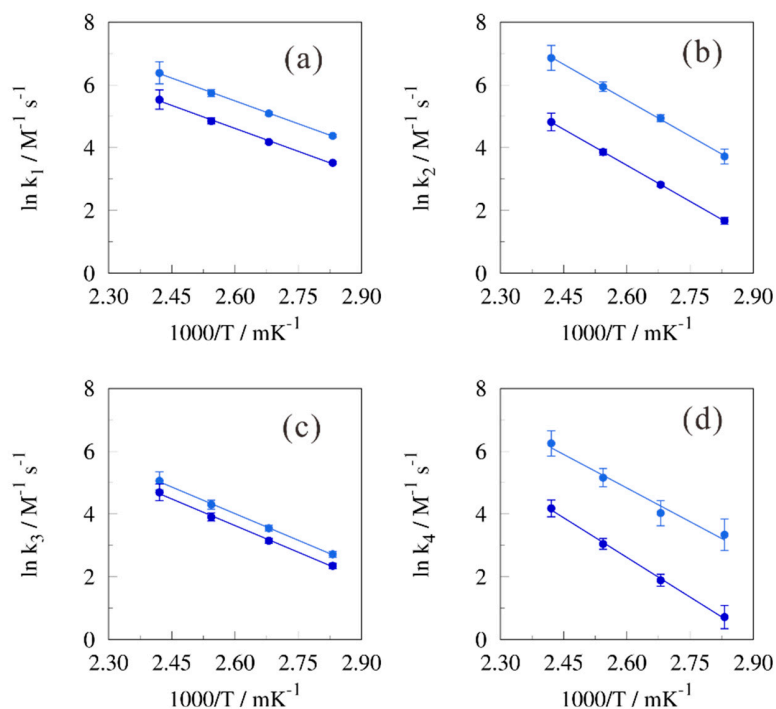 (a)
ln k1 / M-1 s-1
8
6
4
2
0
2.30 2.45 2.60 2.75 2.90
1000/T / mK-1
(b)
ln k2 / M-1 s-1
8
6
4
2
0
2.30 2.45 2.60 2.75 2.90
1000/T / mK-1
(c)
ln k3 / M-1 s-1
8
6
4
2
0
2.30 2.45 2.60 2.75 2.90
1000/T / mK-1
(d)
ln k4 / M-1 s-1
8
6
4
2
0
2.30 2.45 2.60 2.75 2.90
1000/T / mK-1